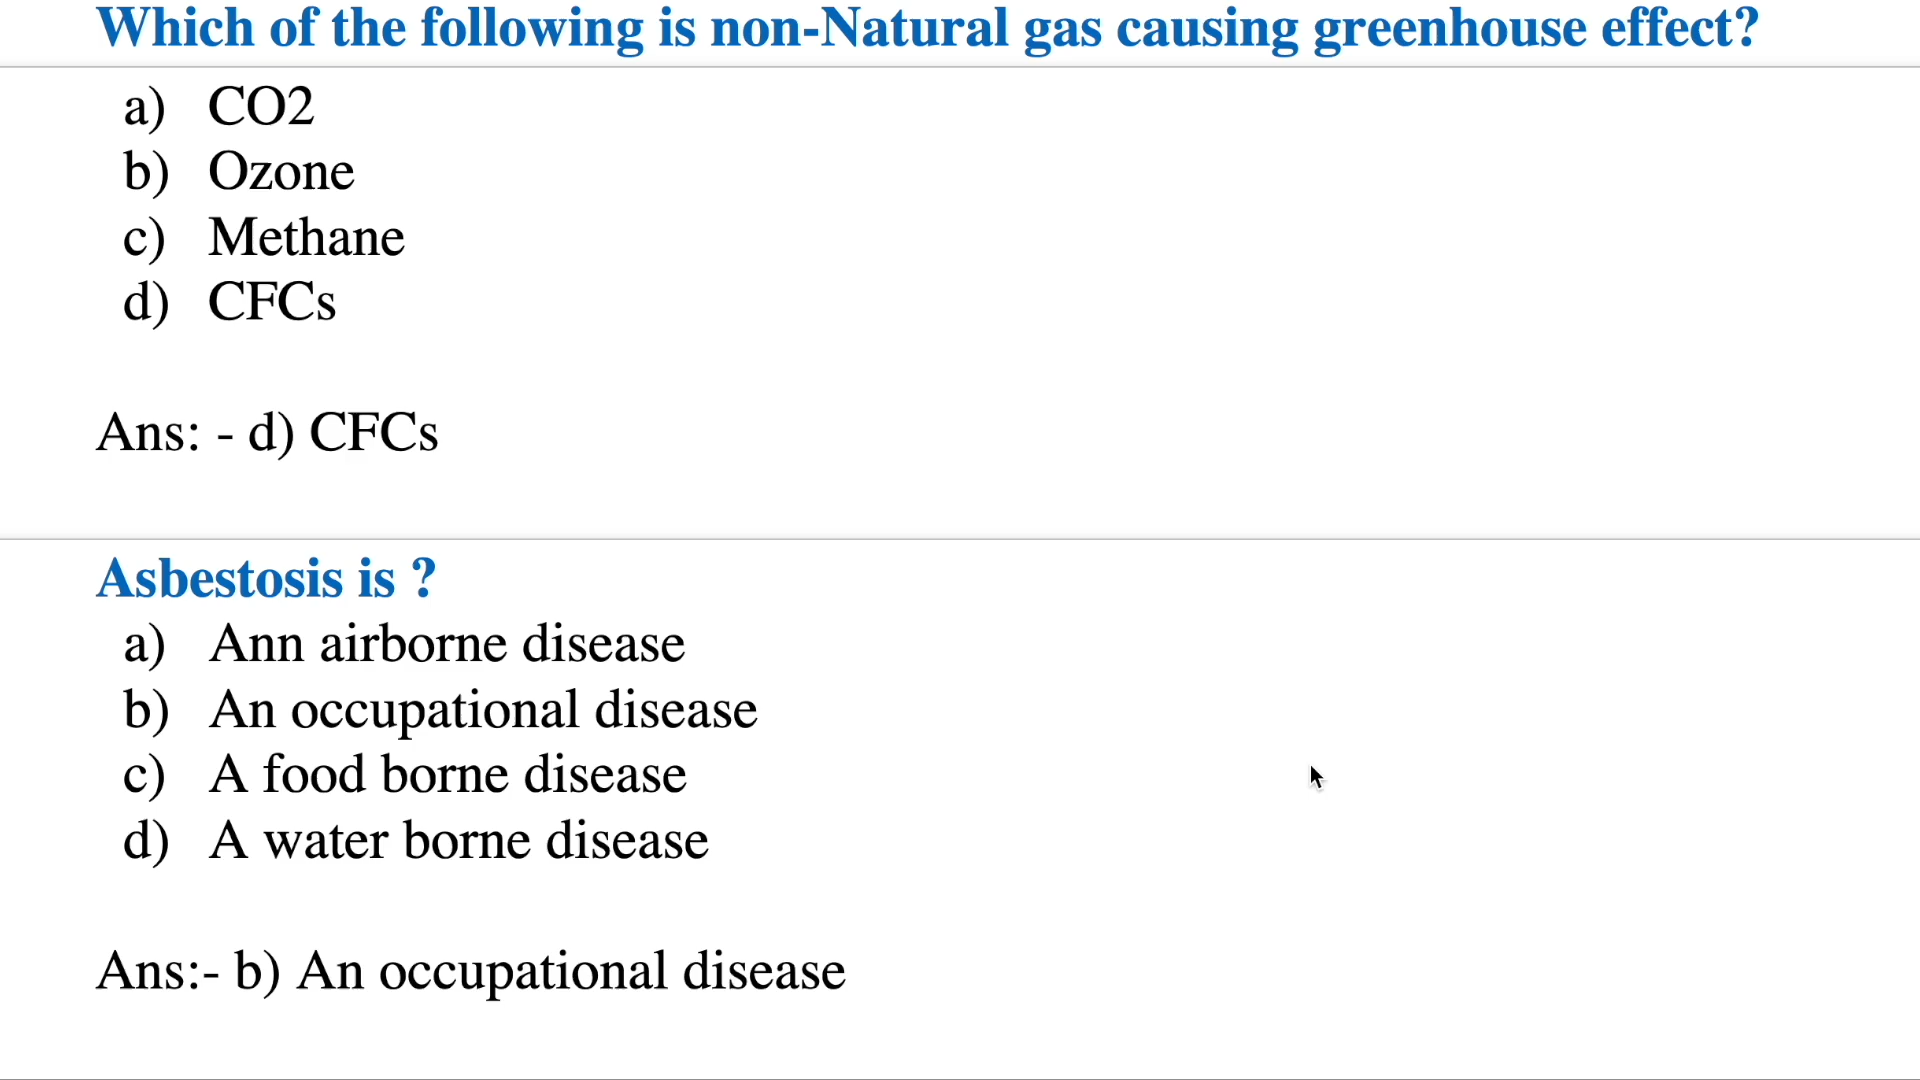 Which of the following is non-Natural gas causing greenhouse effect?
a) CO2
b) Ozone
c) Methane
d) CFCs
Ans: - d) CFCs
Asbestosis is ?
a) Ann airborne disease
b) An occupational disease
c) A food borne disease
d) A water borne disease
Ans:- b) An occupational disease